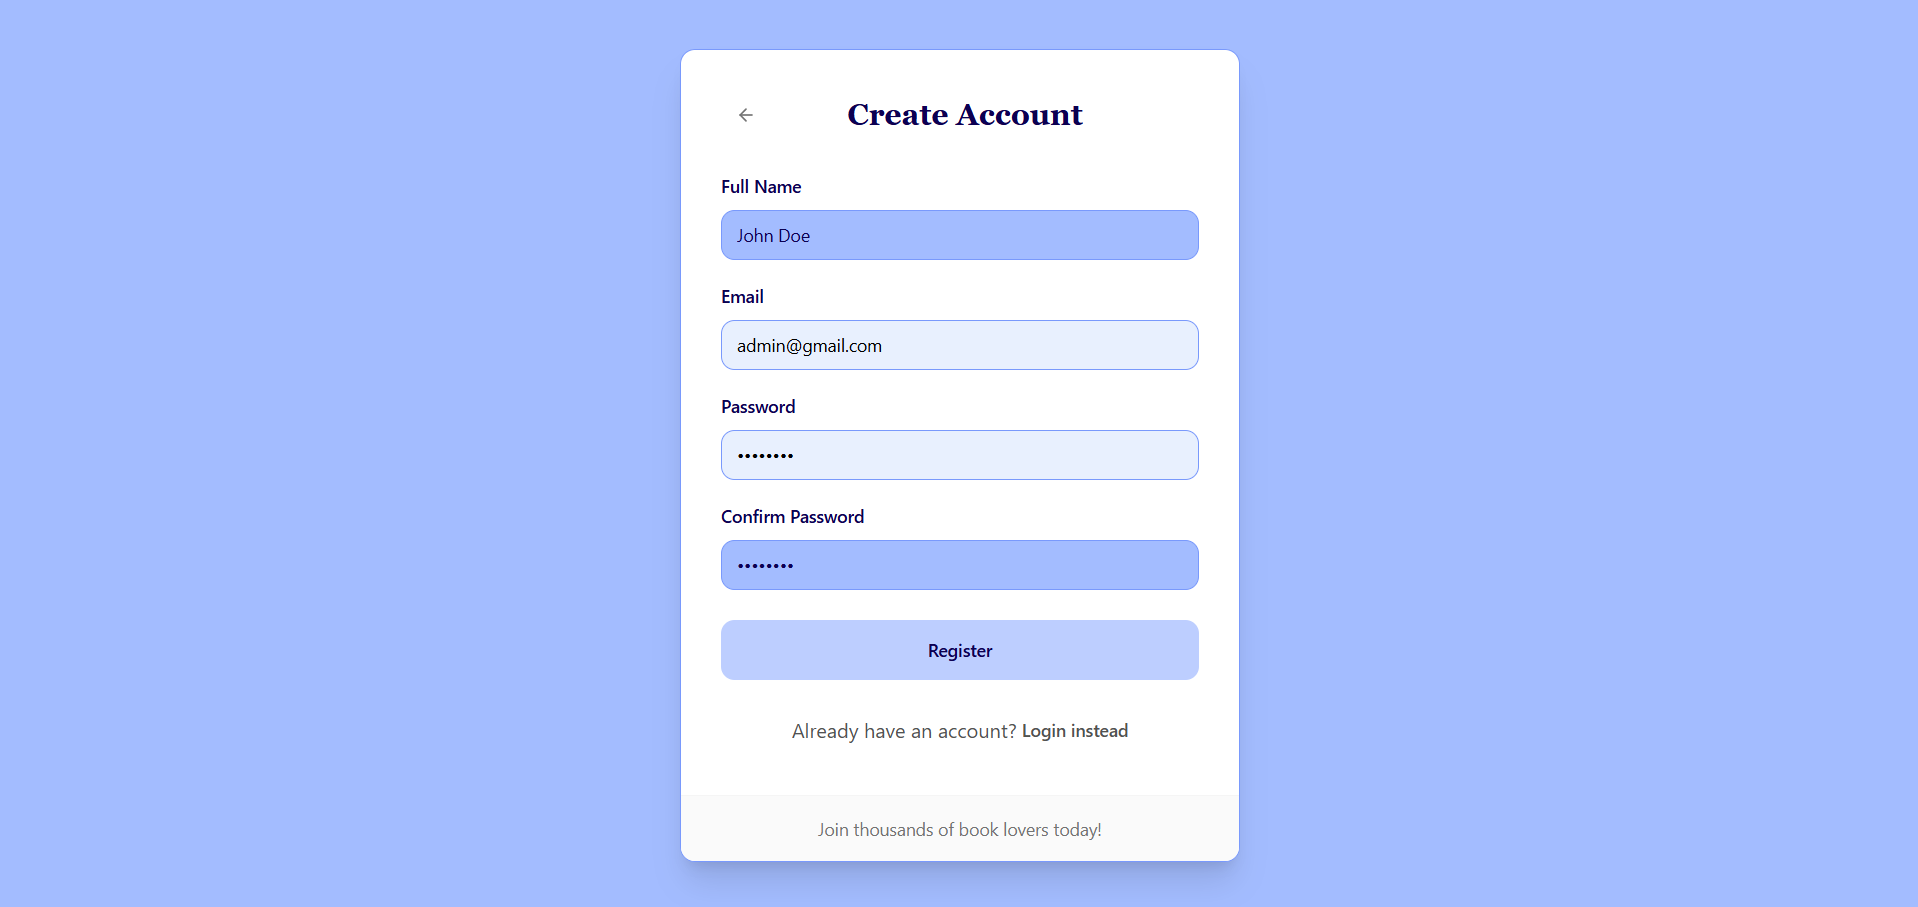 Create Account
Full Name
John Doe
Email
admin@gmail.com
Password
••••••••
Confirm Password
••••••••
Register
Already have an account? Login instead
Join thousands of book lovers today!